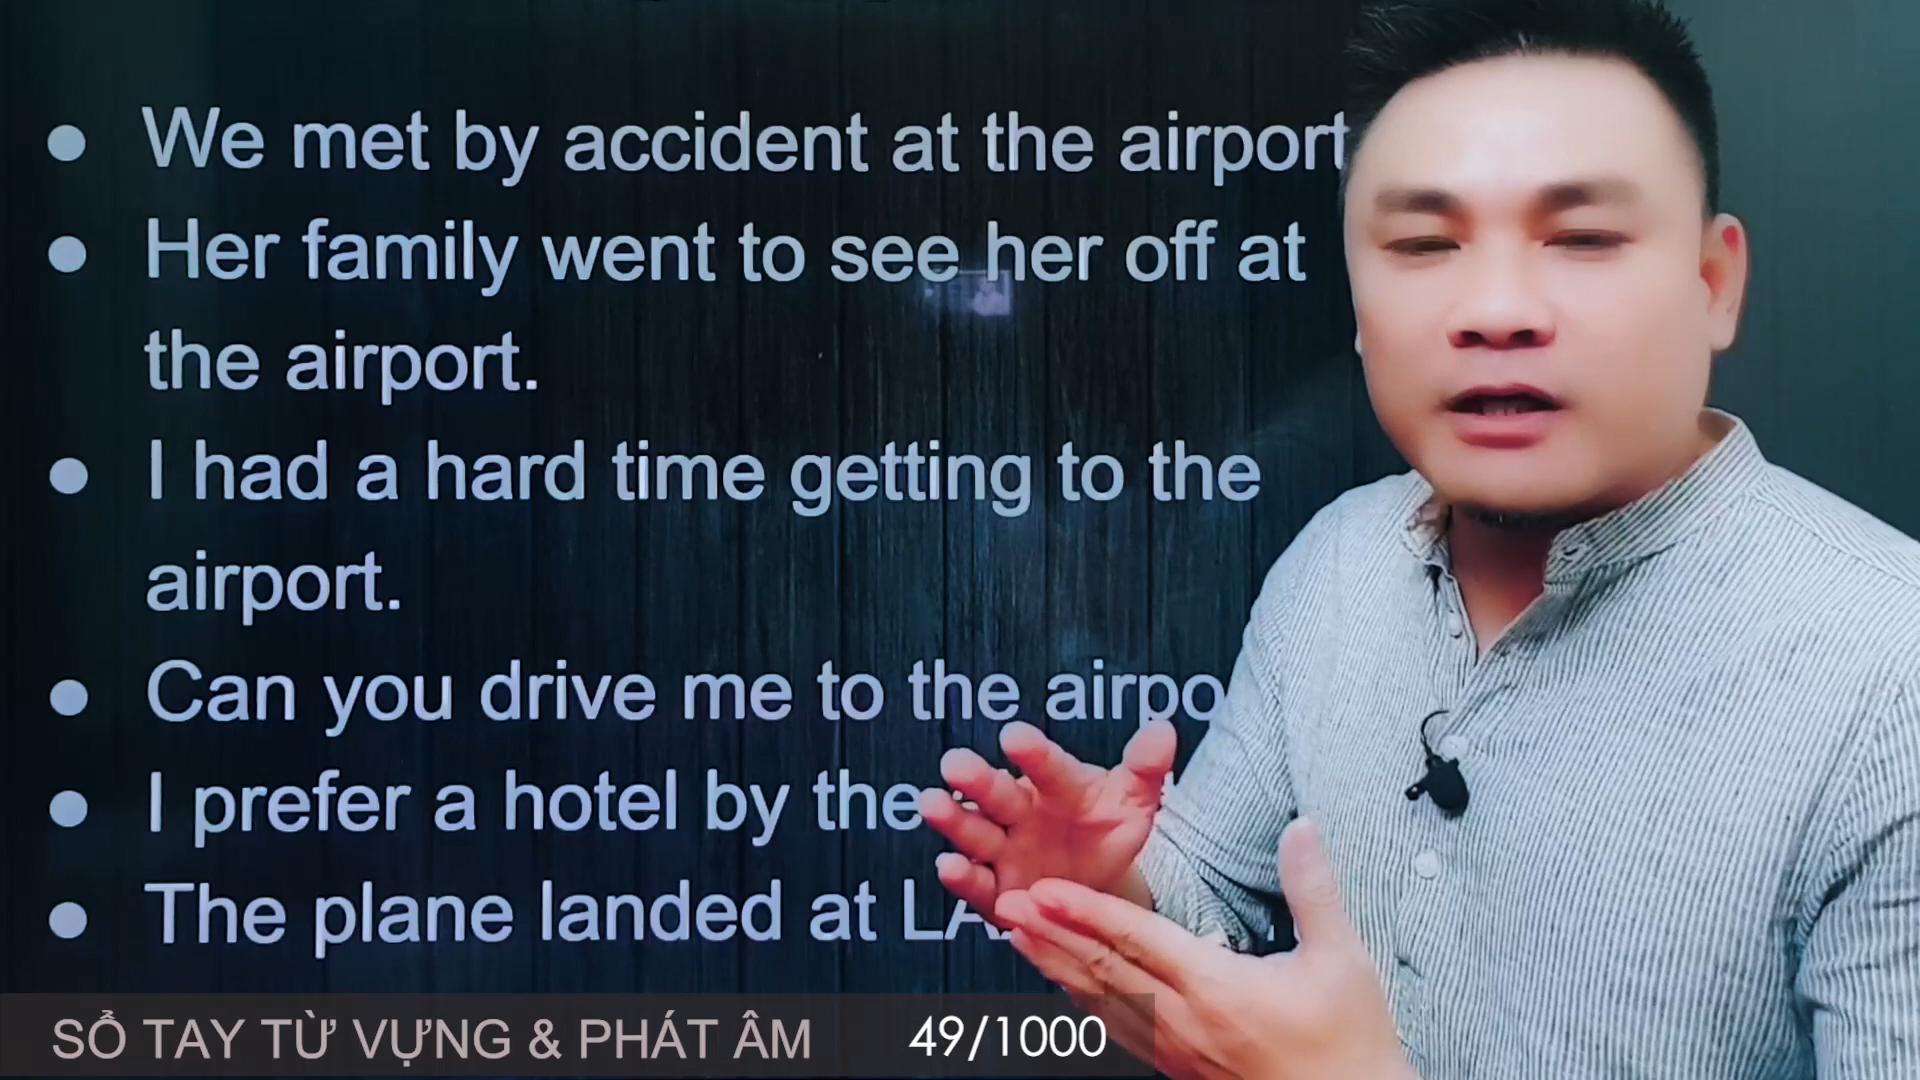 We met by accident at the airport
Her family went to see her off at
the airport.
I had a hard time getting to the
airport.
Can you drive me to the
I prefer a hotel by the
The plane landed at
SỔ TAY TỪ VỰNG & PHÁT ÂM 49/1000